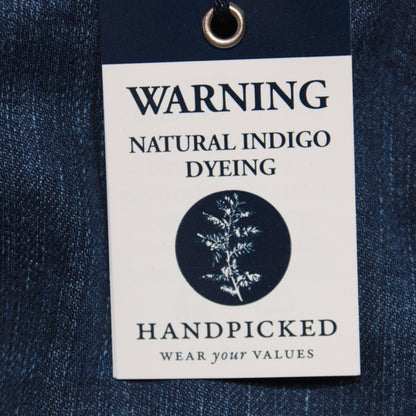 WARNING
NATURAL INDIGO
DYEING
HANDPICKED
WEAR your VALUES